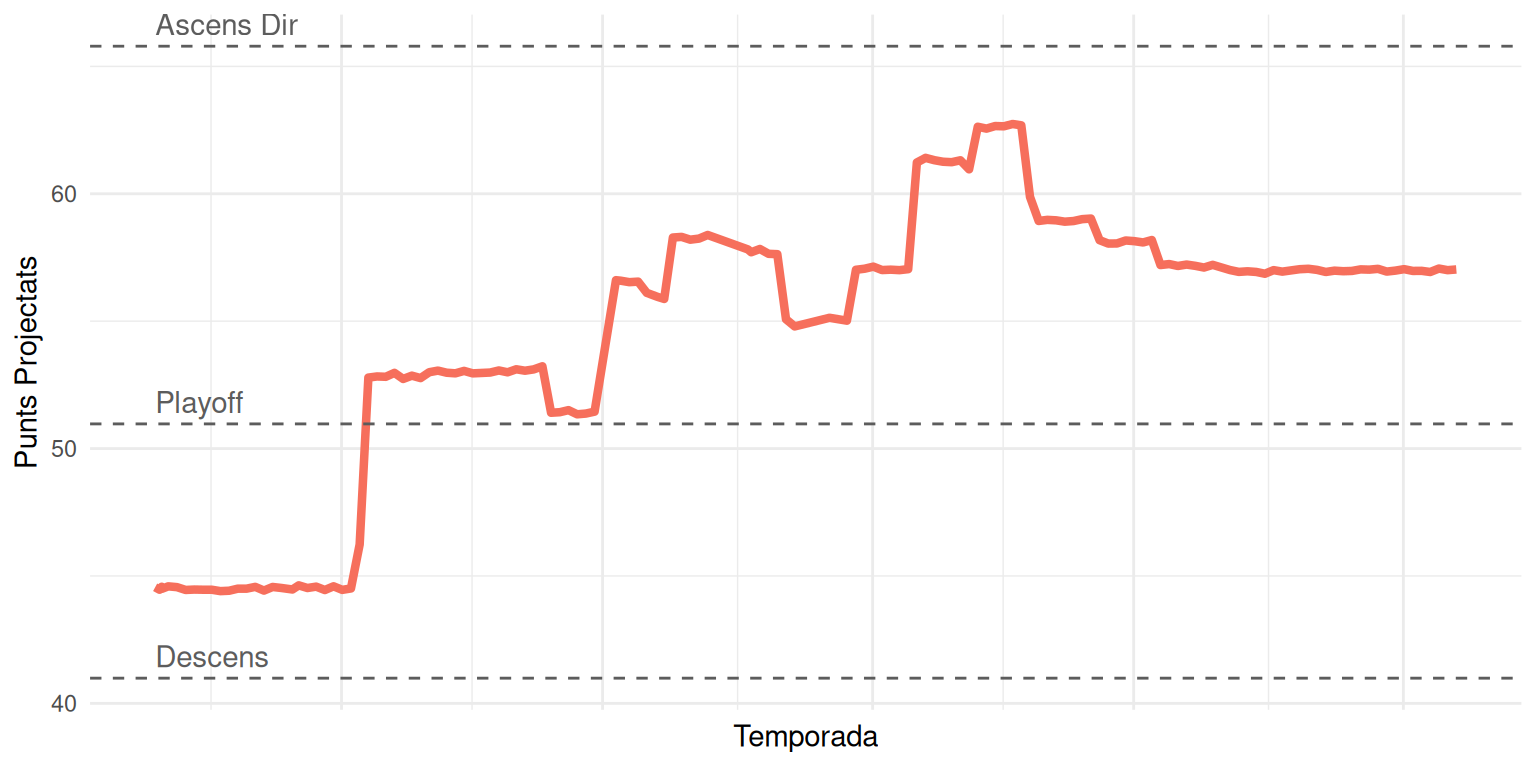 Ascens Dir
60
Playoff
50
Descens
40
Punts Projectats
Temporada